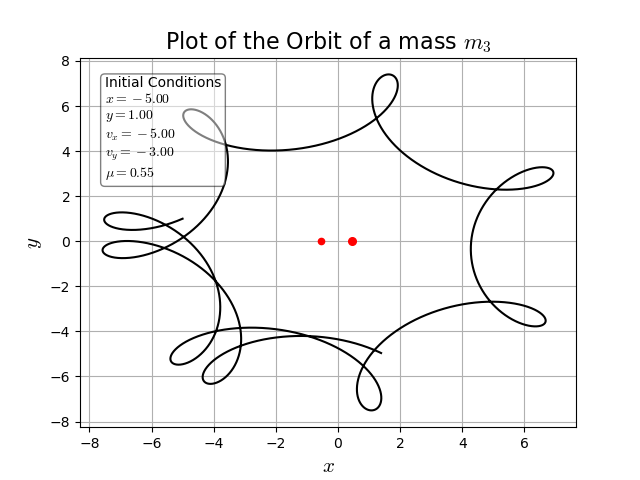 Plot of the Orbit of a mass m₃
Initial Conditions
x = −5.00
y = 1.00
vₓ = −5.00
v_y = −3.00
μ = 0.55
8
6
4
2
0
−2
−4
−6
−8
y
−8 −6 −4 −2 0 2 4 6
x